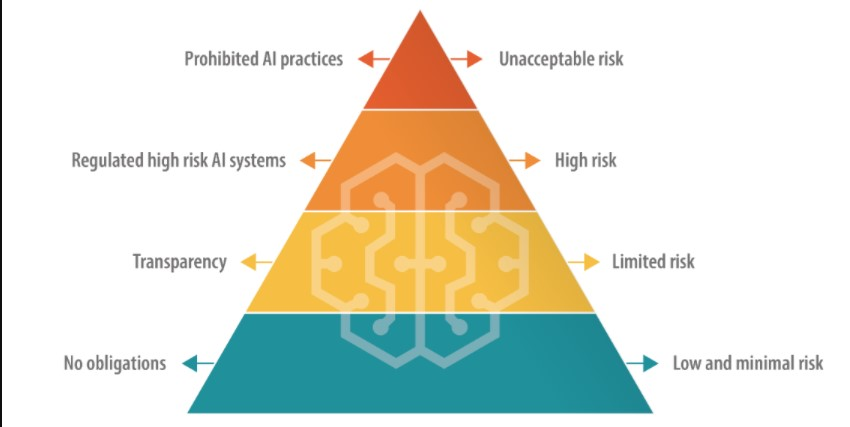 Prohibited AI practices
Unacceptable risk
Regulated high risk AI systems
High risk
Transparency
Limited risk
No obligations
Low and minimal risk